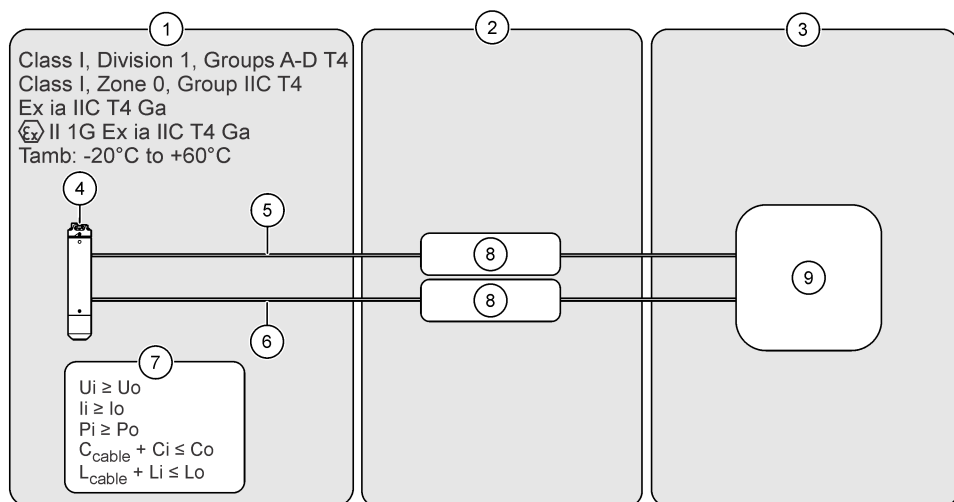 1
2
3
Class I, Division 1, Groups A-D T4
Class I, Zone 0, Group IIC T4
Ex ia IIC T4 Ga
Ex II 1G Ex ia IIC T4 Ga
Tamb: -20°C to +60°C
4
5
8
9
8
6
7
Ui ≥ Uo
Ii ≥ Io
Pi ≥ Po
Ccable + Ci ≤ Co
Lcable + Li ≤ Lo